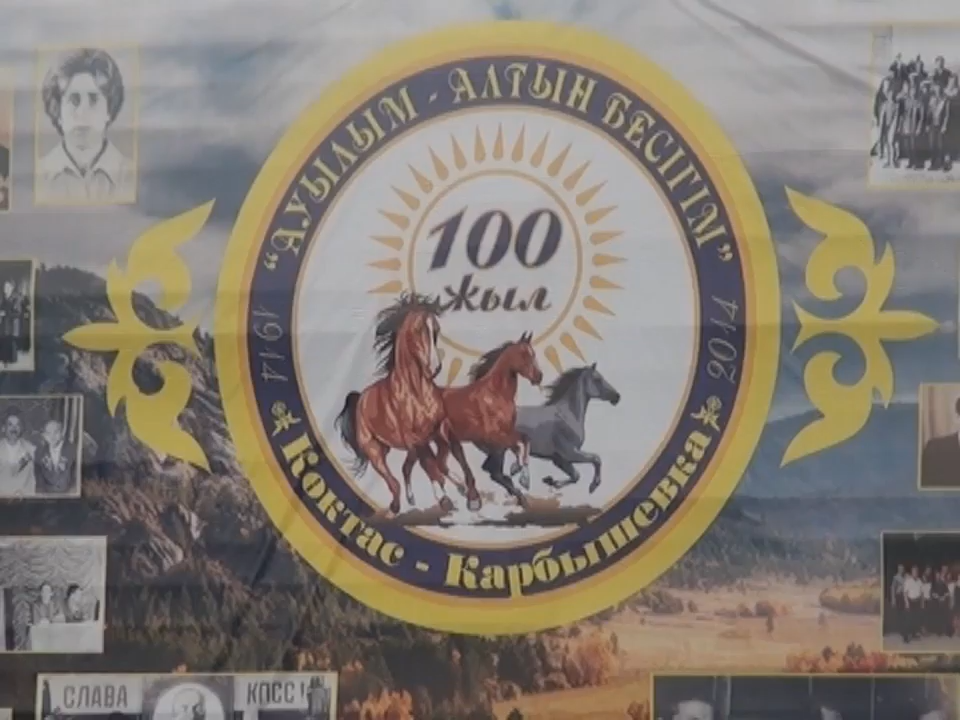 “АУЫЛЫМ - АЛТЫН БЕСІГІМ”
100
жыл
1914
2014
Коктас - Карбышевка
СЛАВА
КПСС!